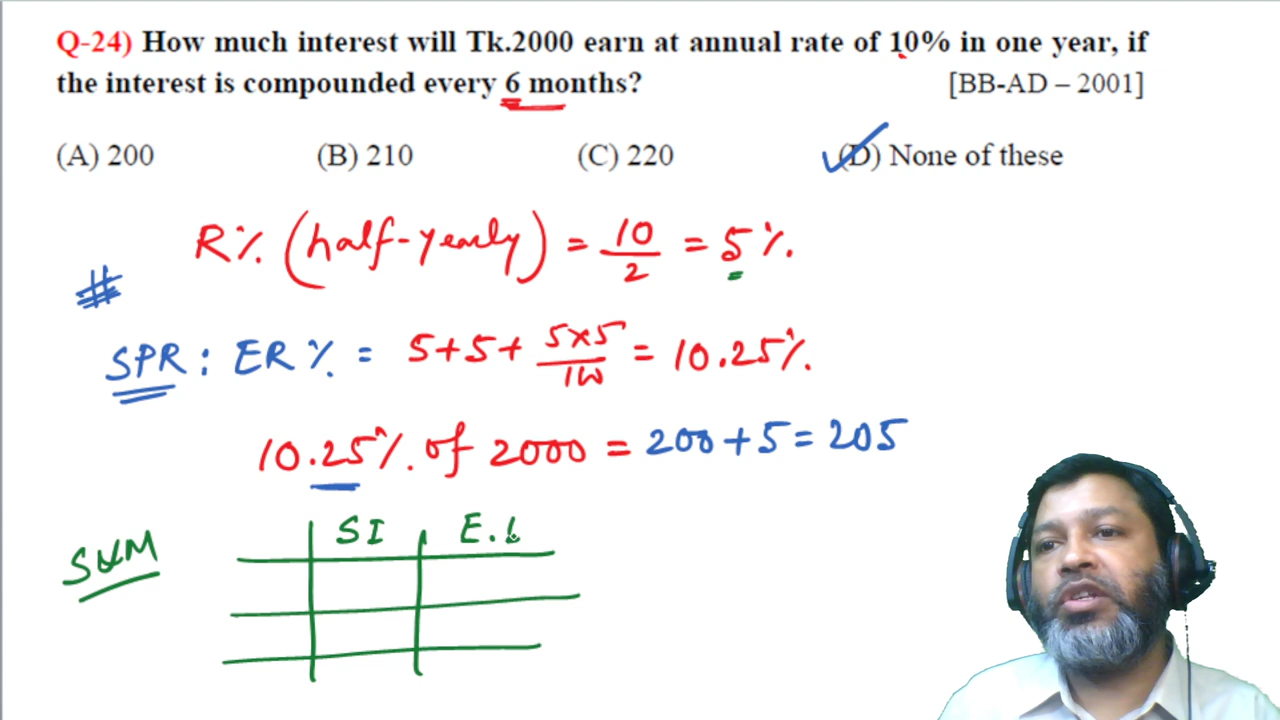 Q-24) How much interest will Tk.2000 earn at annual rate of 10% in one year, if
the interest is compounded every 6 months? [BB-AD – 2001]
(A) 200 (B) 210 (C) 220 (D) None of these
R% (half-yearly) = 10/2 = 5%.
#
SPR : ER% = 5+5+ 5×5/100 = 10.25%.
10.25%. of 2000 = 200+5 = 205
SI E.I